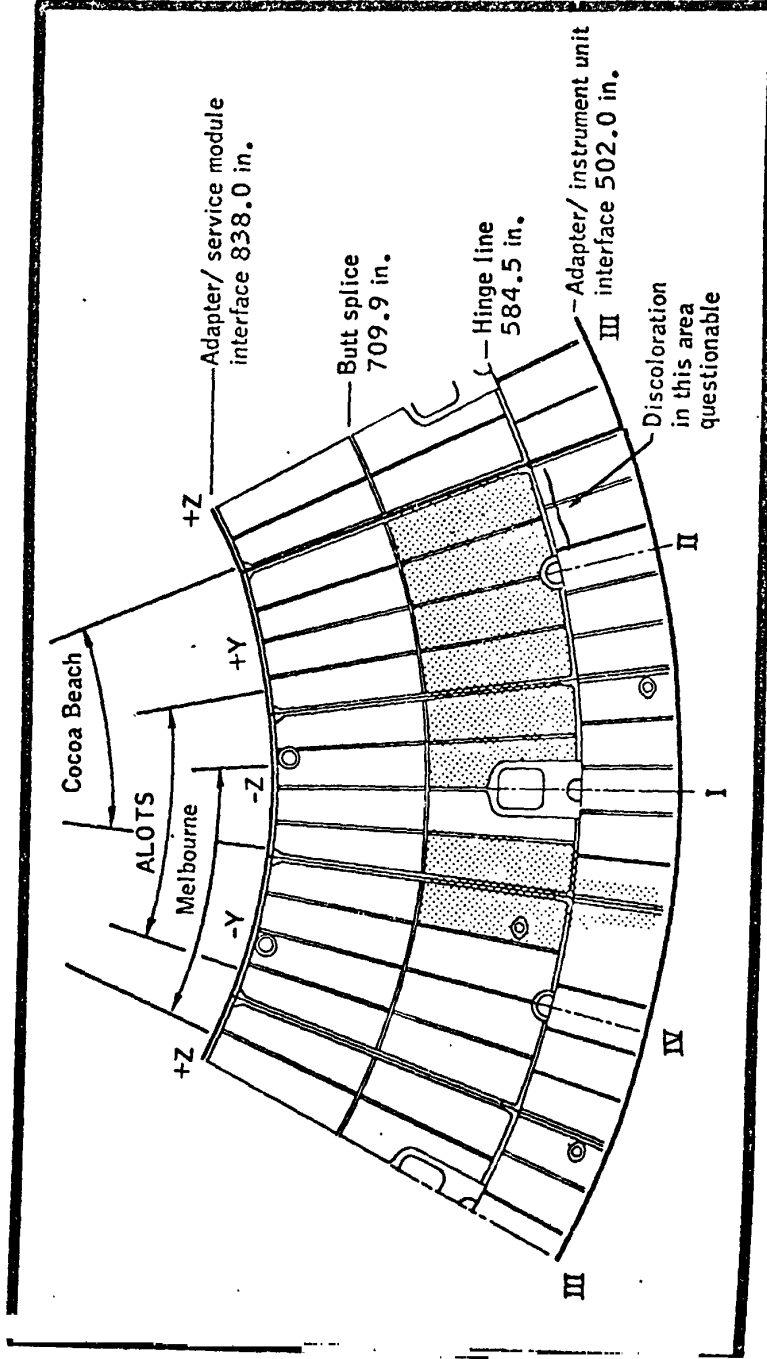 Cocoa Beach
ALOTS
Melbourne
+Z
-Y
-Z
+Y
+Z
Adapter/ service module
interface 838.0 in.
Butt splice
709.9 in.
Hinge line
584.5 in.
Adapter/ instrument unit
interface 502.0 in.
Discoloration
in this area
questionable
III
IV
I
II
III